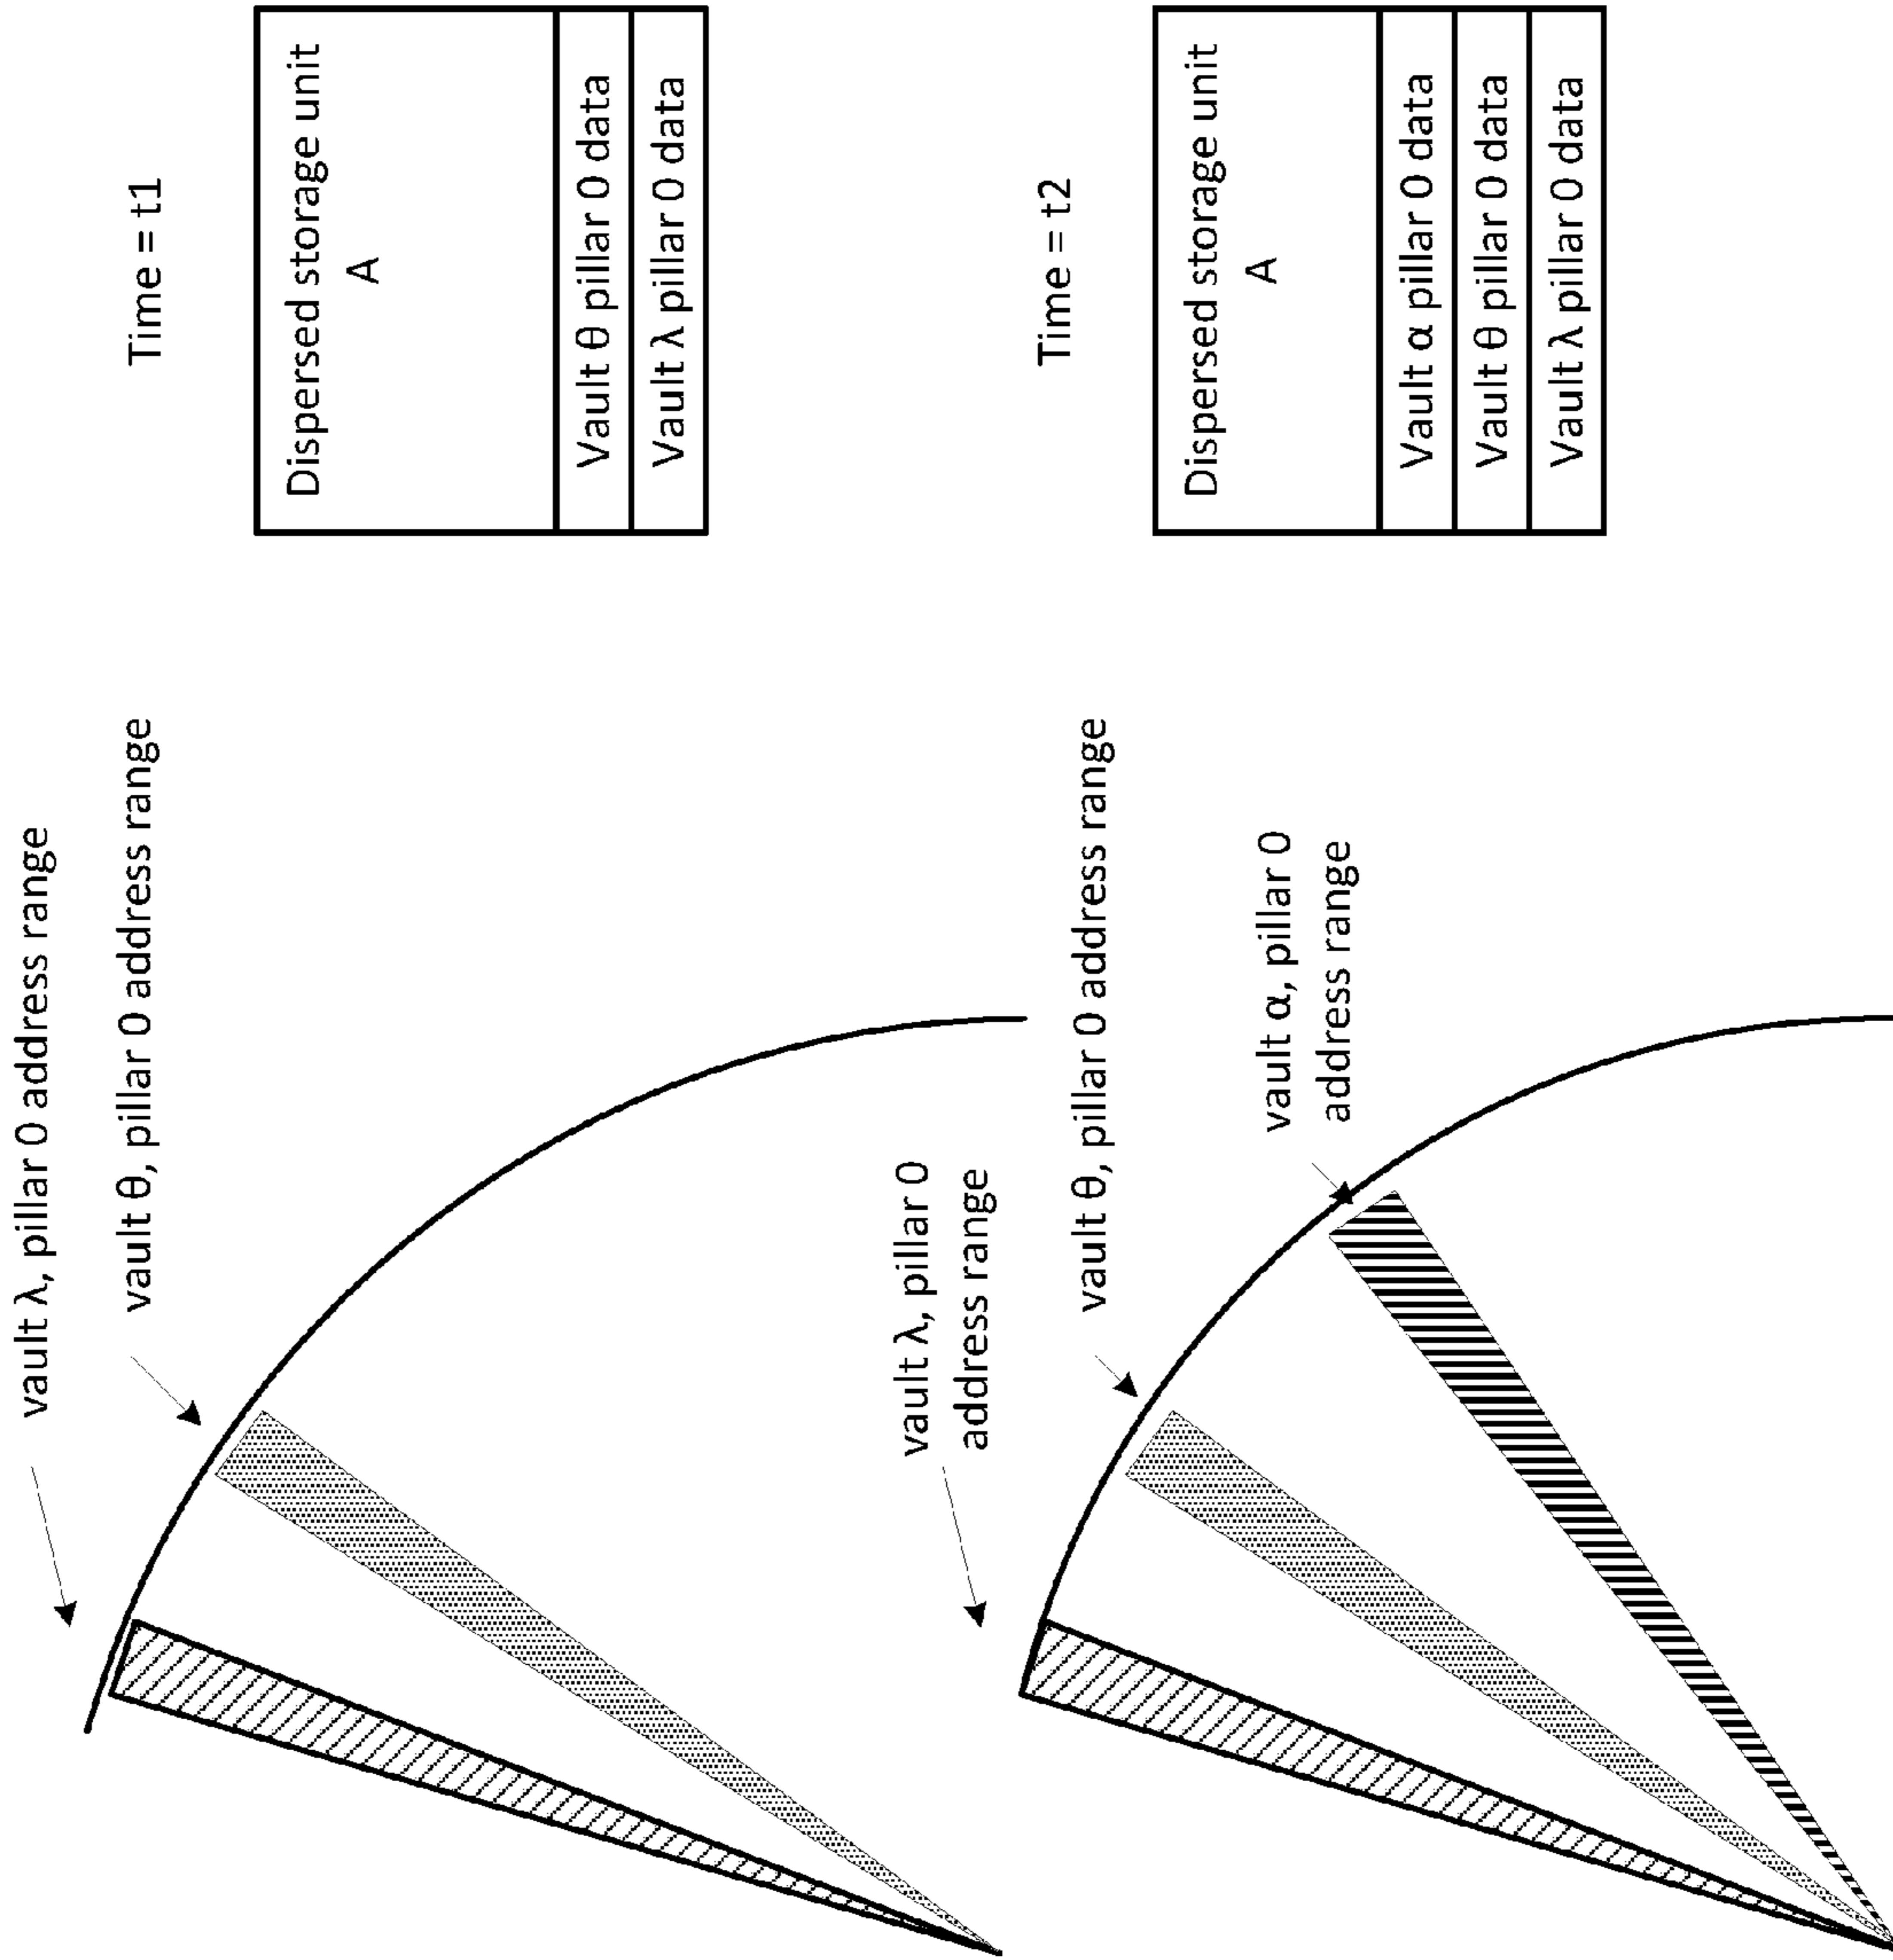 Time = t1
Dispersed storage unit
A
Vault θ pillar 0 data
Vault λ pillar 0 data
vault λ, pillar 0 address range
vault θ, pillar 0 address range
Time = t2
Dispersed storage unit
A
Vault α pillar 0 data
Vault θ pillar 0 data
Vault λ pillar 0 data
vault λ, pillar 0
address range
vault θ, pillar 0 address range
vault α, pillar 0
address range